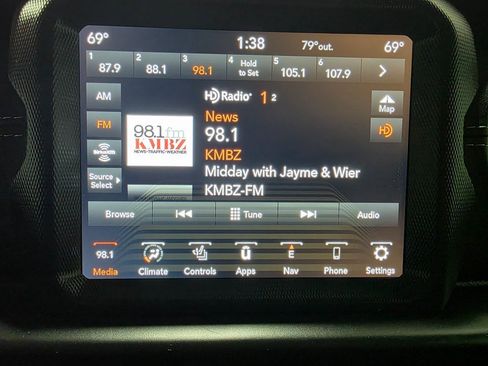 69°
1:38
79°out.
69°
1 87.9
2 88.1
3 98.1
4 Hold to Set
5 105.1
6 107.9
AM
HD Radio
1 2
Map
FM
News
98.1
HD
98.1fm
KMBZ
NEWS•TRAFFIC•WEATHER
KMBZ
SiriusXM
Midday with Jayme & Wier
Source
Select
KMBZ-FM
Browse
Tune
Audio
98.1
E
Media
Climate
Controls
Apps
Nav
Phone
Settings